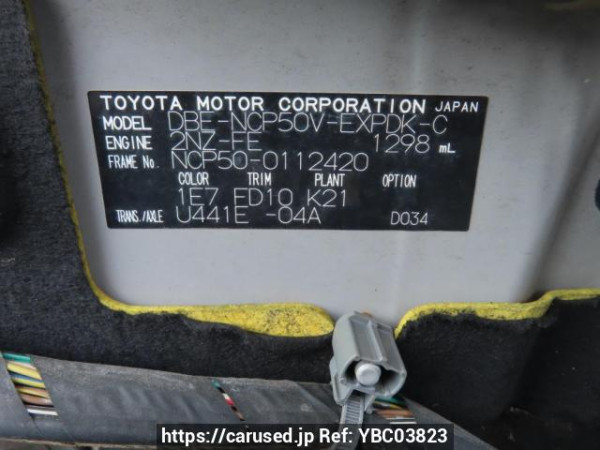 TOYOTA MOTOR CORPORATION JAPAN
MODEL DBE-NCP50V-EXPDK-C
ENGINE 2NZ-FE 1298 mL
FRAME No. NCP50-0112420
COLOR TRIM PLANT OPTION
1E7 FD10 K21
TRANS./AXLE U441E -04A D034
https://carused.jp Ref: YBC03823